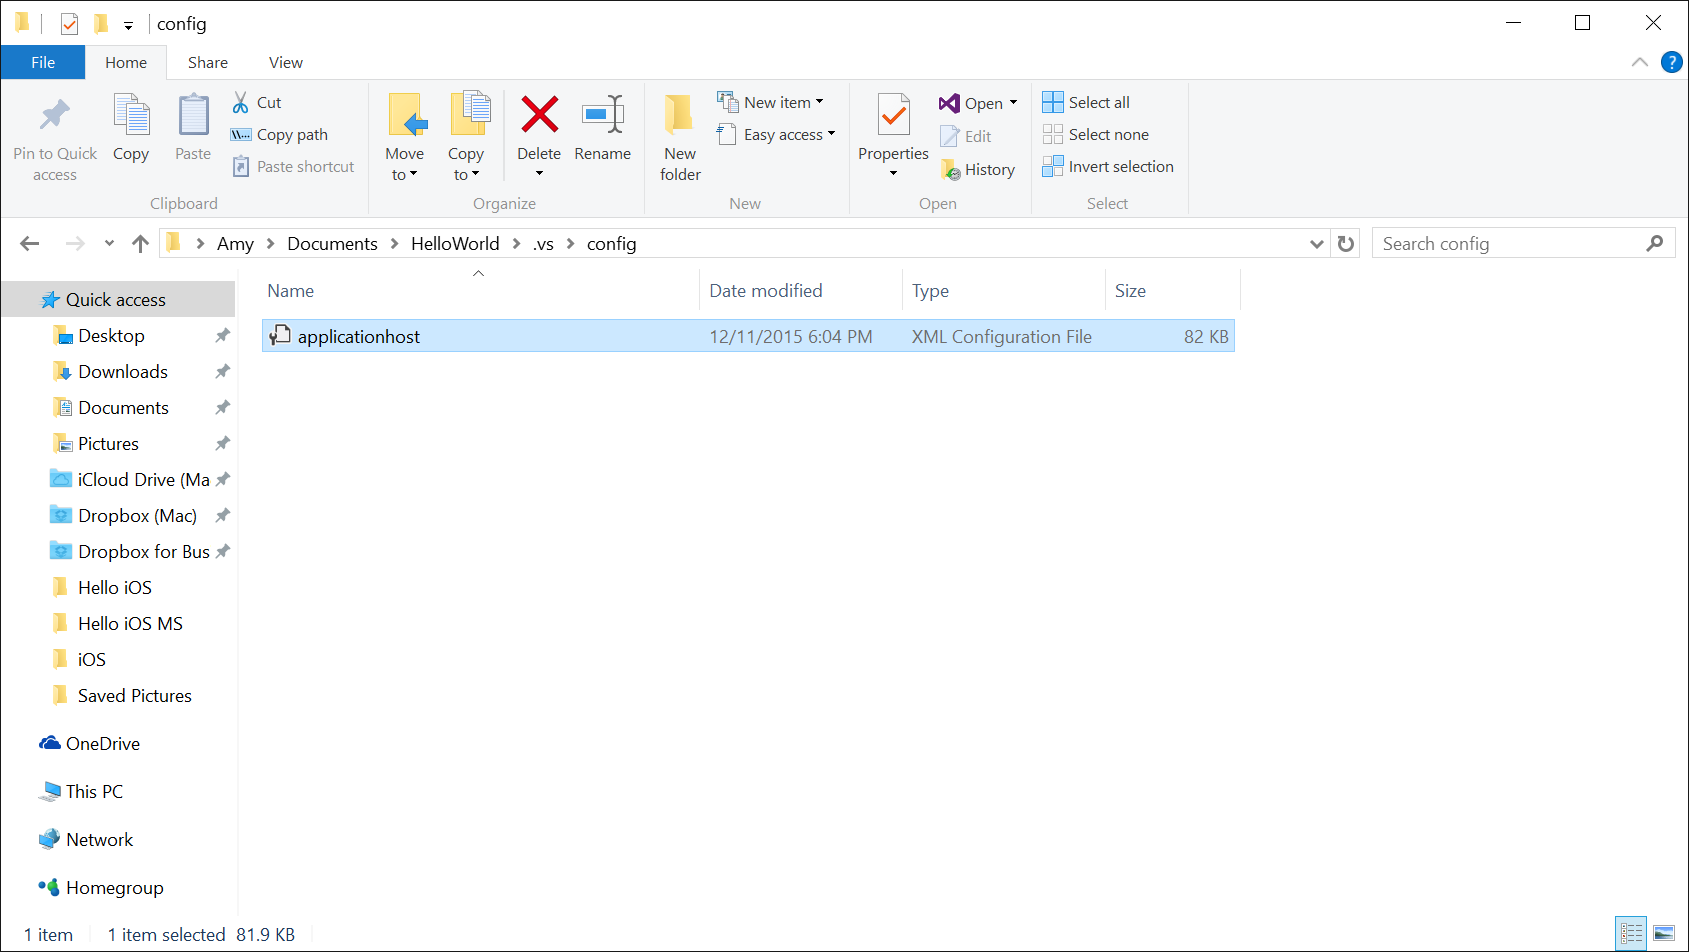 config
File
Home
Share
View
?
Pin to Quick access
Copy
Paste
Cut
Copy path
Paste shortcut
Clipboard
Move to
Copy to
Delete
Rename
Organize
New folder
New item
Easy access
New
Properties
Open
Edit
History
Open
Select all
Select none
Invert selection
Select
Amy
Documents
HelloWorld
.vs
config
Search config
Name
Date modified
Type
Size
applicationhost
12/11/2015 6:04 PM
XML Configuration File
82 KB
Quick access
Desktop
Downloads
Documents
Pictures
iCloud Drive (Ma
Dropbox (Mac)
Dropbox for Bus
Hello iOS
Hello iOS MS
iOS
Saved Pictures
OneDrive
This PC
Network
Homegroup
1 item
1 item selected 81.9 KB